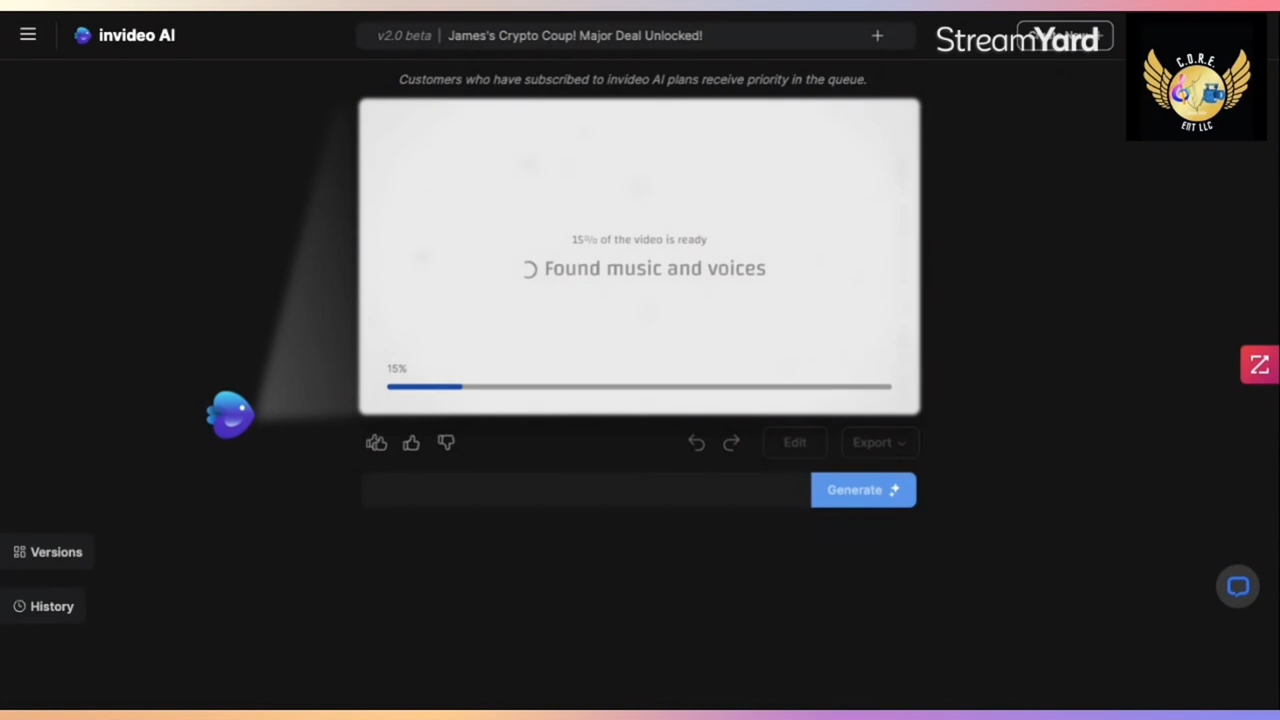 invideo AI
v2.0 beta | James's Crypto Coup! Major Deal Unlocked!
StreamYard
C.O.R.E.
ENT LLC
Customers who have subscribed to invideo AI plans receive priority in the queue.
15% of the video is ready
Found music and voices
15%
Edit
Export
Generate
Versions
History